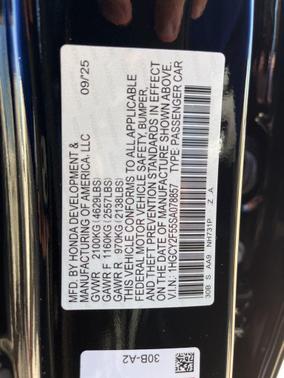 MFD. BY HONDA DEVELOPMENT & 09/25
MANUFACTURING OF AMERICA, LLC
GVWR 2100KG (4629LBS)
GAWR F 1160KG (2557LBS)
GAWR R 970KG (2138LBS)
THIS VEHICLE CONFORMS TO ALL APPLICABLE
FEDERAL MOTOR VEHICLE SAFETY, BUMPER,
AND THEFT PREVENTION STANDARDS IN EFFECT
ON THE DATE OF MANUFACTURE SHOWN ABOVE.
V.I.N: 1HGCY2F55SA078857 TYPE: PASSENGER CAR
30B S AA9 NH731P Z A
30B-A2